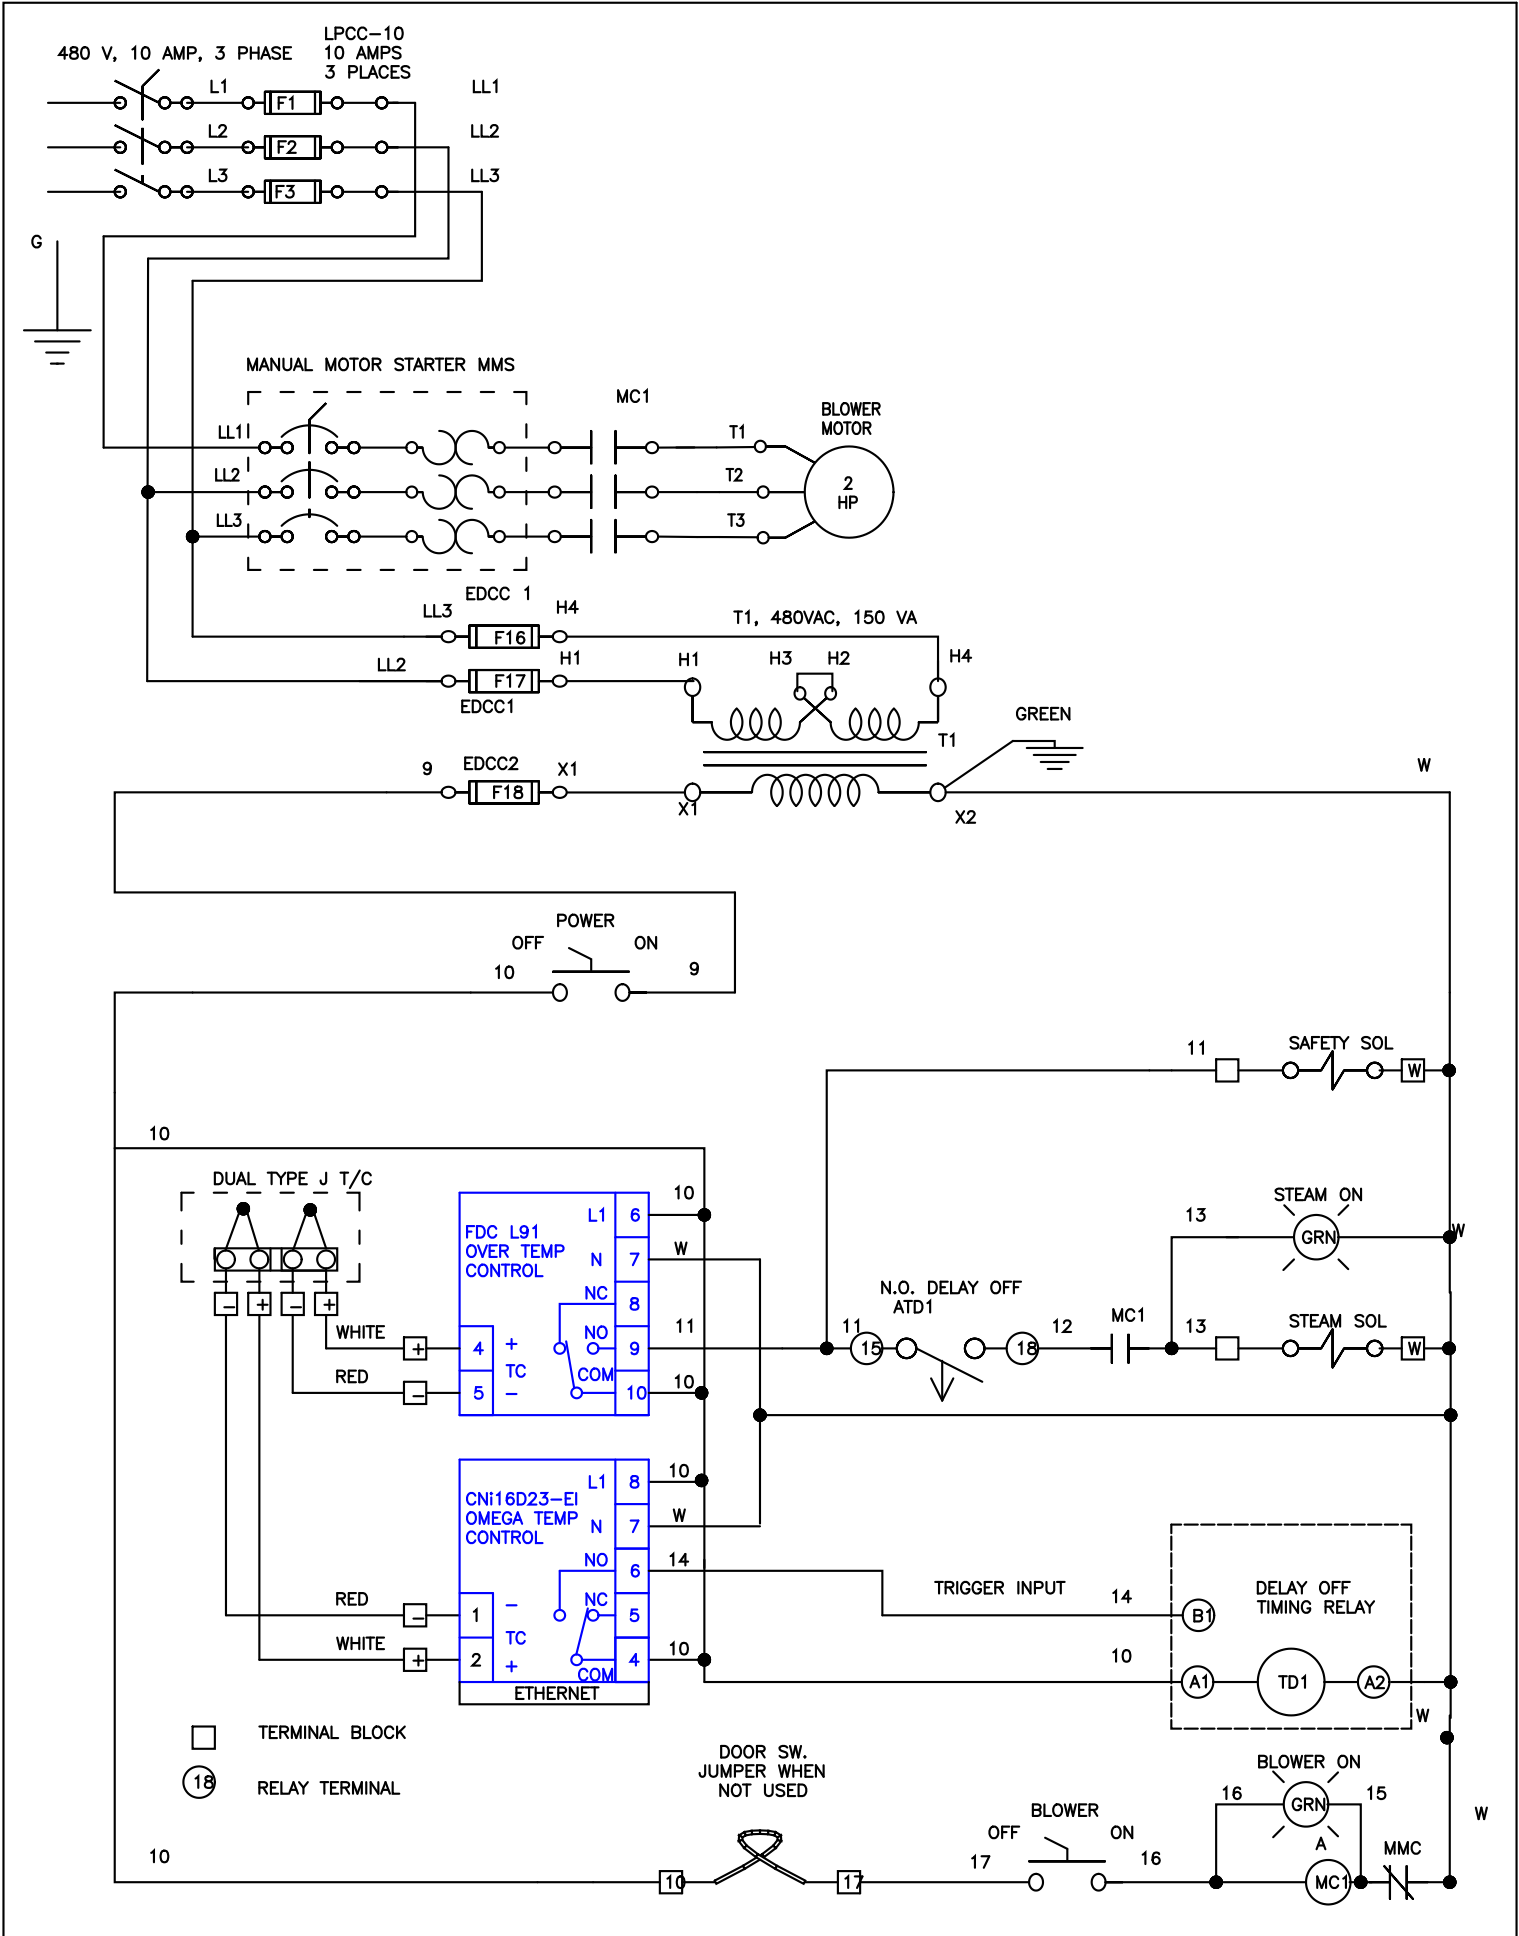 480 V, 10 AMP, 3 PHASE
LPCC-10
10 AMPS
3 PLACES
L1
F1
LL1
L2
F2
LL2
L3
F3
LL3
G
MANUAL MOTOR STARTER MMS
MC1
BLOWER
MOTOR
LL1
T1
LL2
T2
2
HP
LL3
T3
EDCC 1
LL3
H4
F16
T1, 480VAC, 150 VA
LL2
H1
F17
EDCC1
H1
H3
H2
H4
GREEN
T1
9
EDCC2
X1
F18
X1
X2
W
POWER
OFF
ON
10
9
11
SAFETY SOL
W
10
DUAL TYPE J T/C
FDC L91
OVER TEMP
CONTROL
L1
6
10
N
7
W
NC
8
NO
9
11
COM
10
10
- + - +
WHITE
+
4
+
TC
RED
-
5
-
N.O. DELAY OFF
ATD1
11
15
18
12
MC1
13
STEAM ON
GRN
W
13
STEAM SOL
W
CNi16D23-EI
OMEGA TEMP
CONTROL
L1
8
10
N
7
W
NO
6
14
NC
5
COM
4
10
RED
-
1
-
TC
WHITE
+
2
+
ETHERNET
TRIGGER INPUT
14
B1
DELAY OFF
TIMING RELAY
10
A1
TD1
A2
W
TERMINAL BLOCK
18
RELAY TERMINAL
DOOR SW.
JUMPER WHEN
NOT USED
10
10
17
17
BLOWER
OFF
ON
16
BLOWER ON
16
GRN
15
A
MC1
MMC
W